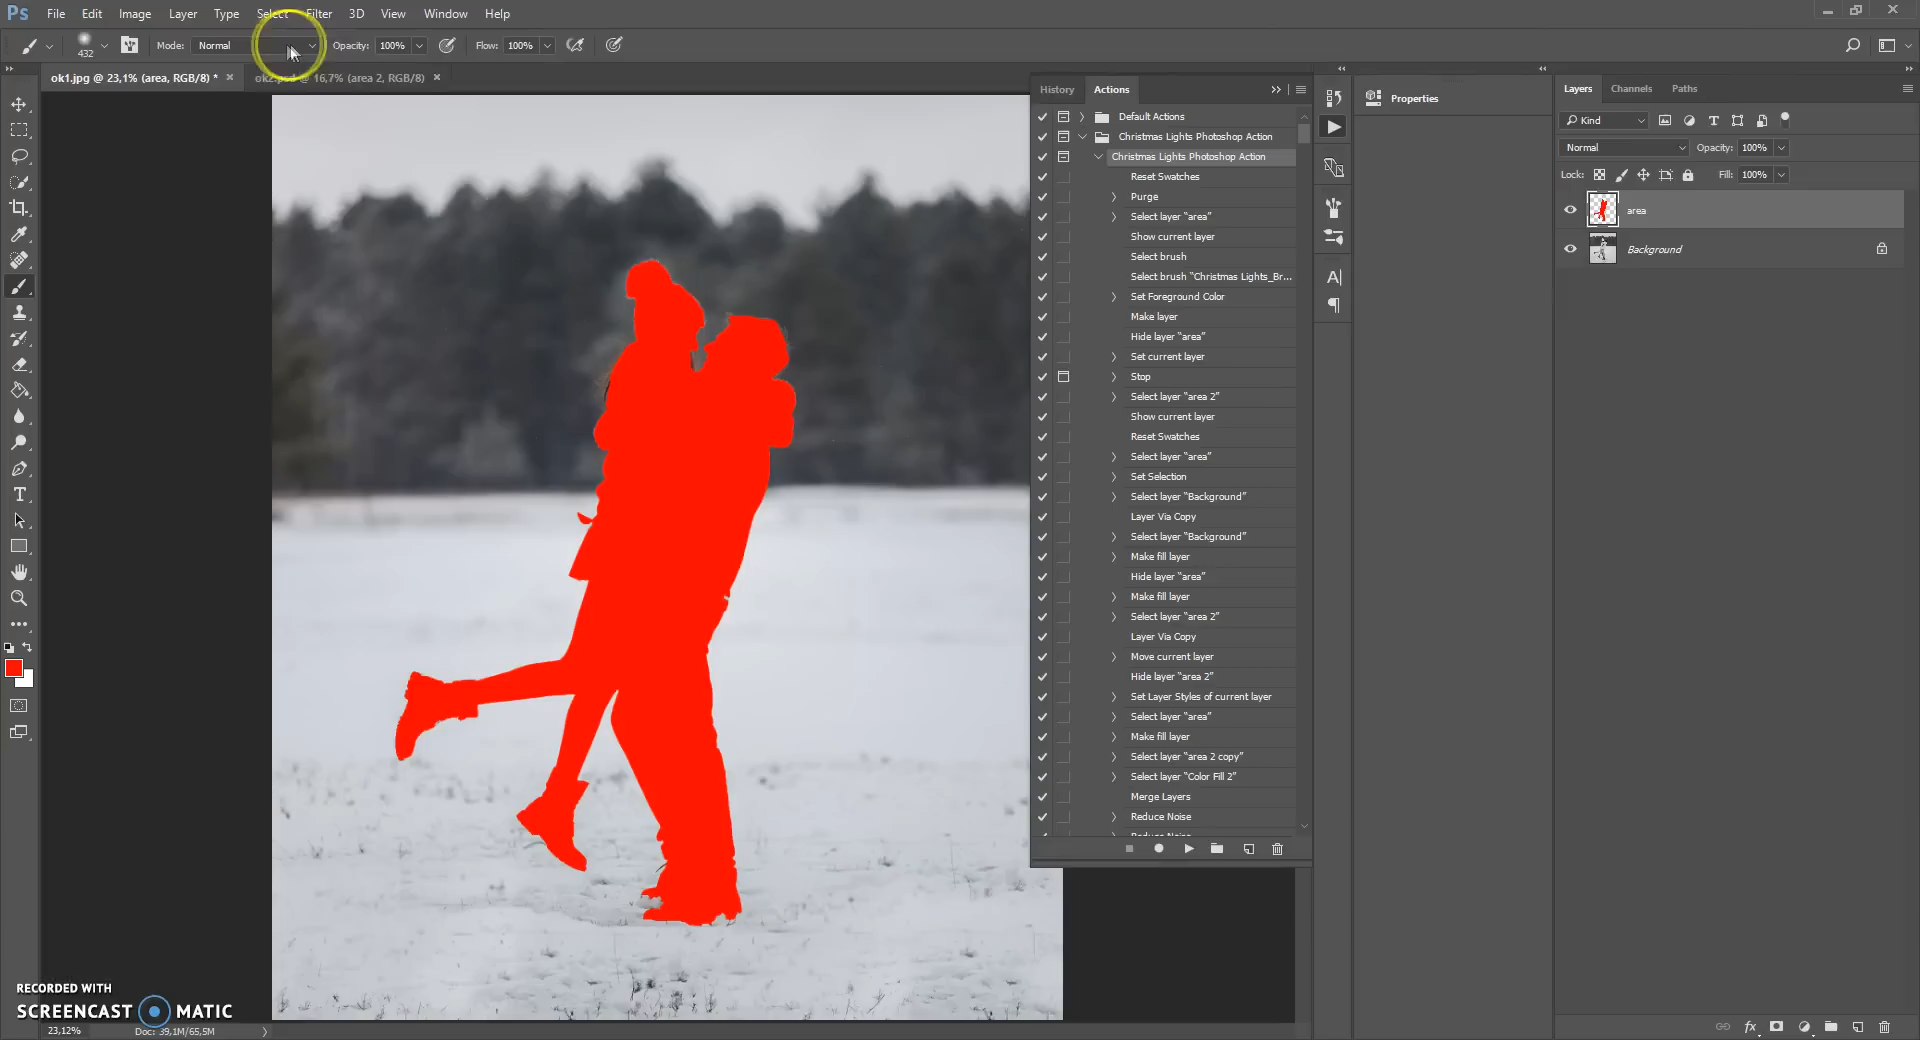 Ps File Edit Image Layer Type Select Filter 3D View Window Help
432 Mode: Normal Opacity: 100% Flow: 100%
ok1.jpg @ 23,1% (area, RGB/8) * × @ 16,7% (area 2, RGB/8) ×
History Actions
Default Actions
Christmas Lights Photoshop Action
Christmas Lights Photoshop Action
Reset Swatches
Purge
Select layer “area”
Show current layer
Select brush
Select brush “Christmas Lights_Br...
Set Foreground Color
Make layer
Hide layer “area”
Set current layer
Stop
Select layer “area 2”
Show current layer
Reset Swatches
Select layer “area”
Set Selection
Select layer “Background”
Layer Via Copy
Select layer “Background”
Make fill layer
Hide layer “area”
Make fill layer
Select layer “area 2”
Layer Via Copy
Move current layer
Hide layer “area 2”
Set Layer Styles of current layer
Select layer “area”
Make fill layer
Select layer “area 2 copy”
Select layer “Color Fill 2”
Merge Layers
Reduce Noise
Reduce Noise
Properties
Layers Channels Paths
Kind
Normal Opacity: 100%
Lock: Fill: 100%
area
Background
RECORDED WITH
SCREENCAST MATIC
23,12% Doc: 39,1M/65,5M